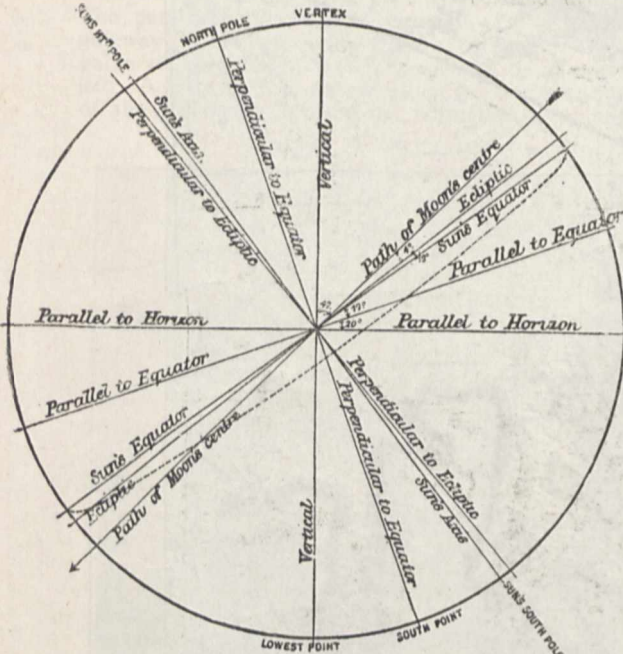 VERTEX
NORTH POLE
SUN'S NTH POLE
Sun's Axis.
Perpendicular to Ecliptic
Perpendicular to Equator
Vertical
Path of Moon's centre
Ecliptic
Sun's Equator
Parallel to Equator
20°
Parallel to Horizon
Parallel to Horizon
Parallel to Equator
Sun's Equator
Ecliptic
Path of Moon's centre
Vertical
Perpendicular to Equator
Perpendicular to Ecliptic
Sun's Axis
LOWEST POINT
SOUTH POINT
SUN'S SOUTH POLE